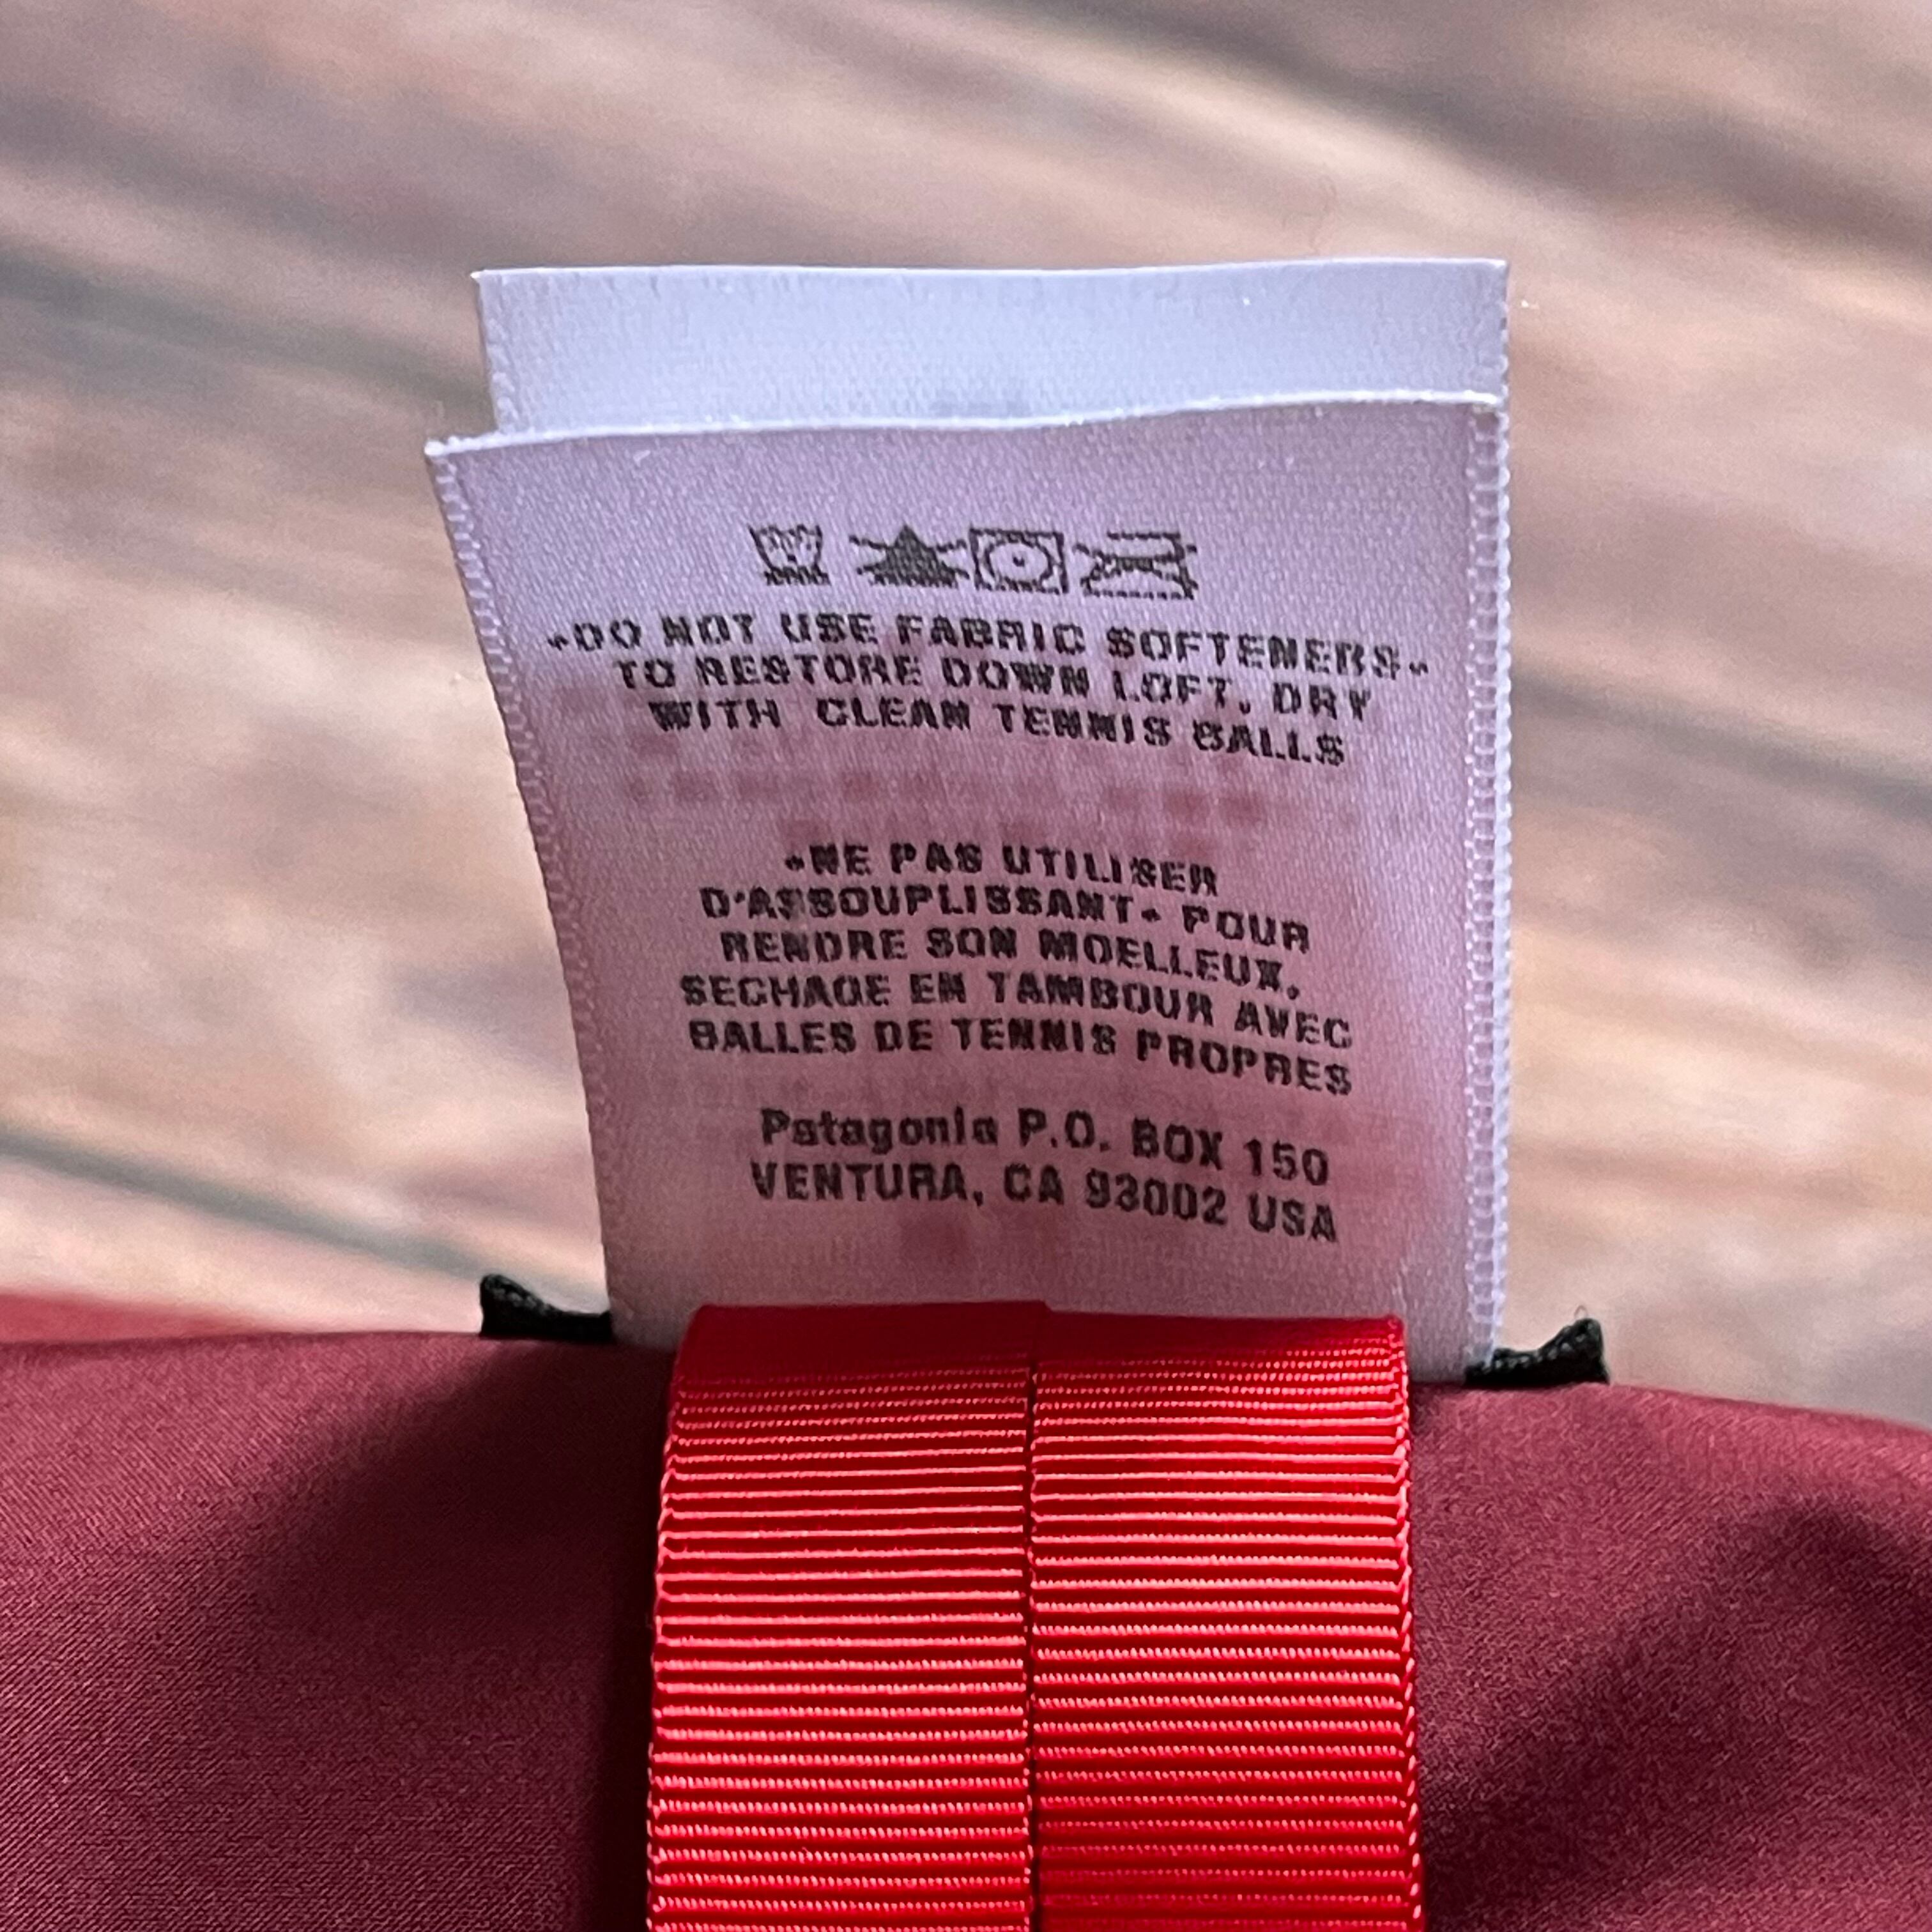 *DO NOT USE FABRIC SOFTENERS*
TO RESTORE DOWN LOFT, DRY
WITH CLEAN TENNIS BALLS
*NE PAS UTILISER
D'ASSOUPLISSANT* POUR
RENDRE SON MOELLEUX,
SECHAGE EN TAMBOUR AVEC
BALLES DE TENNIS PROPRES
Patagonia P.O. BOX 150
VENTURA, CA 93002 USA